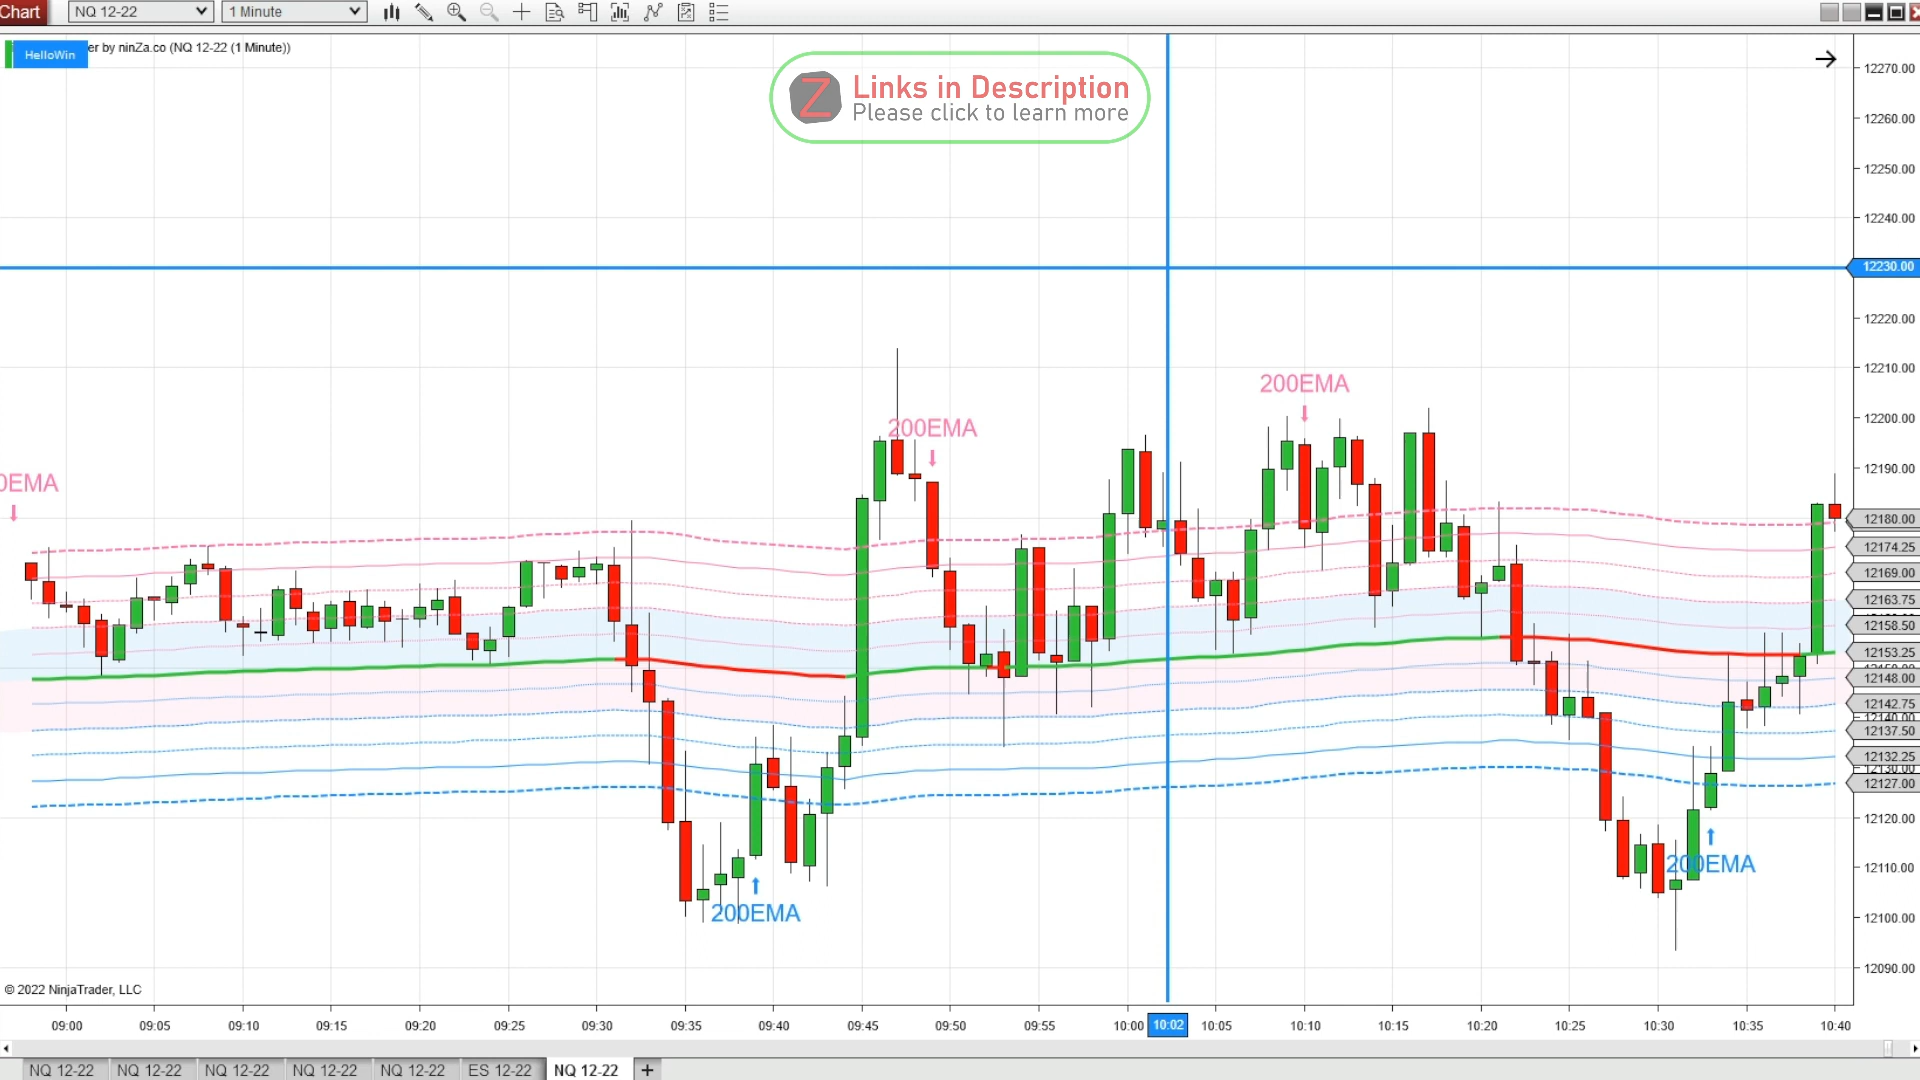 Chart
NQ 12-22
1 Minute
HelloWin
er by ninZa.co (NQ 12-22 (1 Minute))
Z
Links in Description
Please click to learn more
12270.00
12260.00
12250.00
12240.00
12230.00
12220.00
12210.00
12200.00
12190.00
12180.00
12174.25
12169.00
12163.75
12158.50
12153.25
12148.00
12142.75
12140.00
12137.50
12132.25
12130.00
12127.00
12120.00
12110.00
12100.00
12090.00
0EMA
200EMA
200EMA
200EMA
200EMA
© 2022 NinjaTrader, LLC
09:00 09:05 09:10 09:15 09:20 09:25 09:30 09:35 09:40 09:45 09:50 09:55 10:00 10:02 10:05 10:10 10:15 10:20 10:25 10:30 10:35 10:40
NQ 12-22 NQ 12-22 NQ 12-22 NQ 12-22 NQ 12-22 ES 12-22 NQ 12-22 +